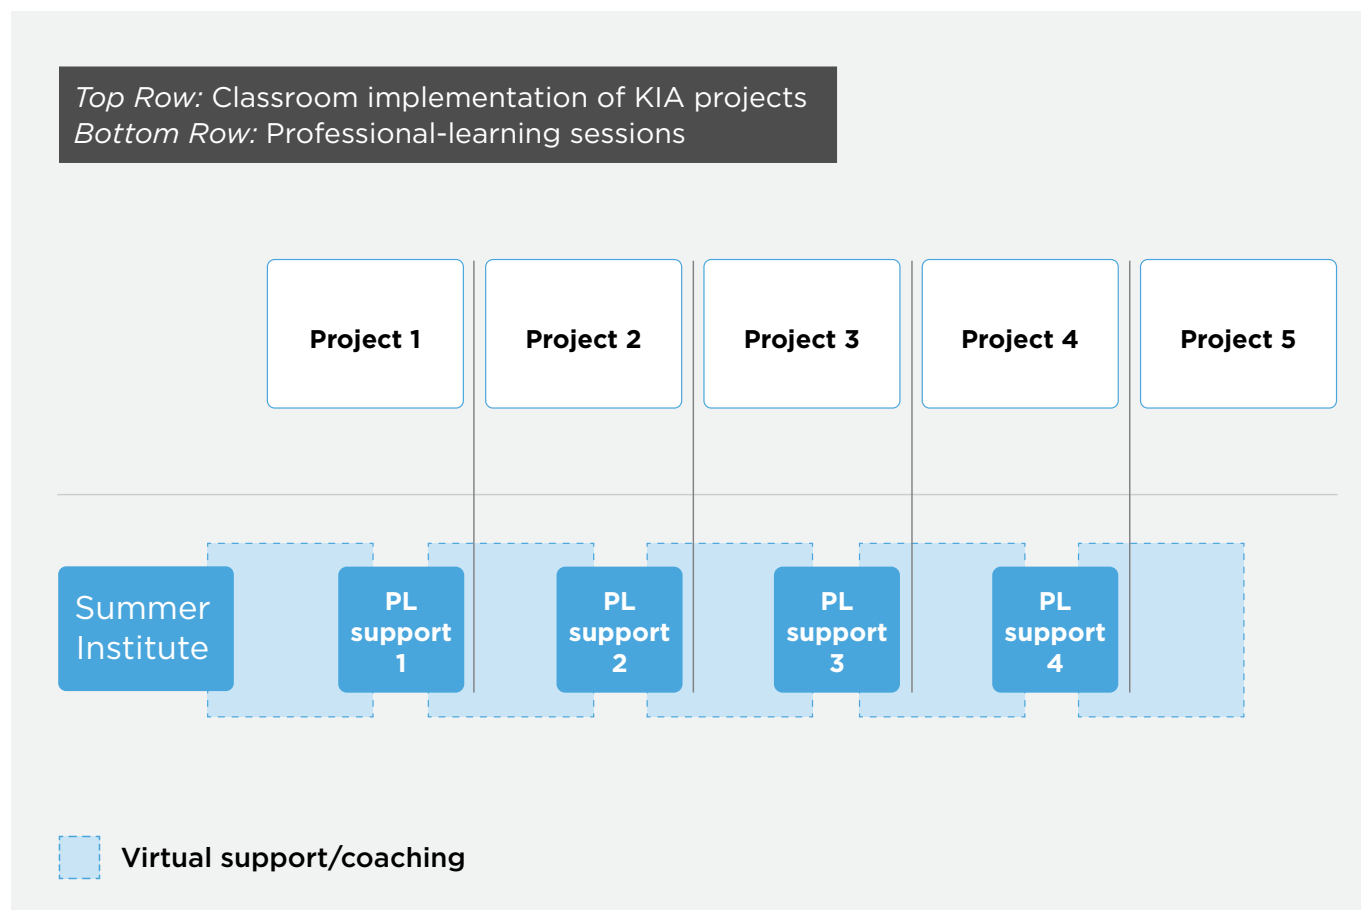 Top Row: Classroom implementation of KIA projects
Bottom Row: Professional-learning sessions
Project 1
Project 2
Project 3
Project 4
Project 5
Summer
Institute
PL
support
1
PL
support
2
PL
support
3
PL
support
4
Virtual support/coaching